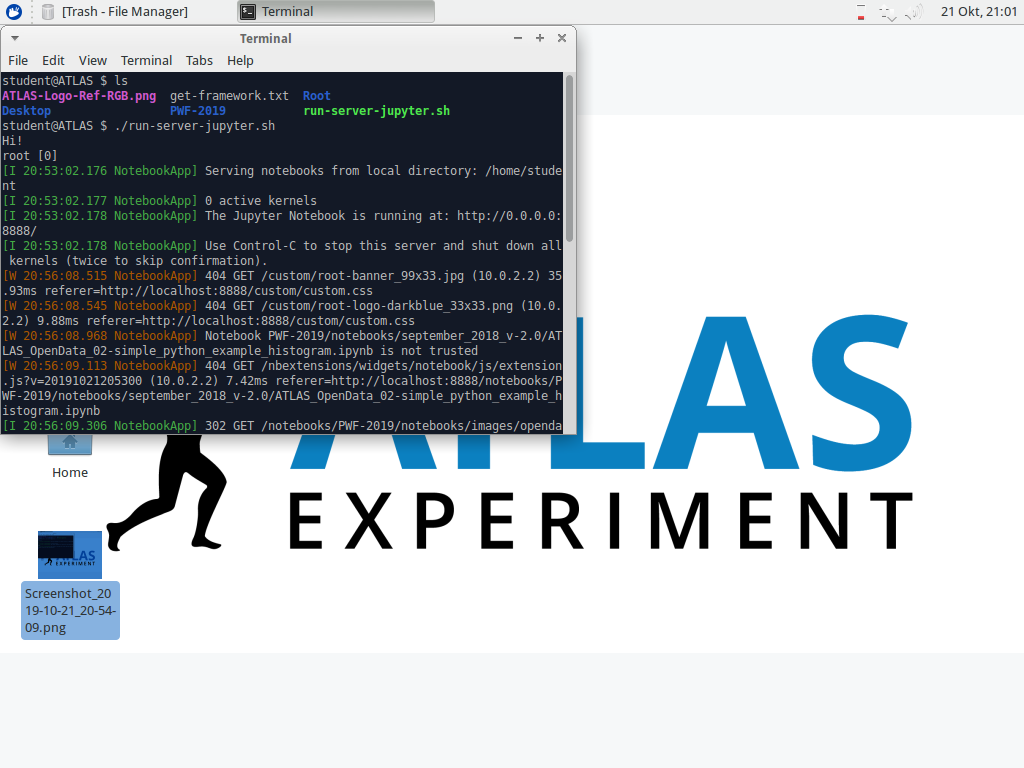 [Trash - File Manager]
Terminal
21 Okt, 21:01
Terminal
File Edit View Terminal Tabs Help
student@ATLAS $ ls
ATLAS-Logo-Ref-RGB.png get-framework.txt Root
Desktop PWF-2019 run-server-jupyter.sh
student@ATLAS $ ./run-server-jupyter.sh
Hi!
root [0]
[I 20:53:02.176 NotebookApp] Serving notebooks from local directory: /home/stude
nt
[I 20:53:02.177 NotebookApp] 0 active kernels
[I 20:53:02.178 NotebookApp] The Jupyter Notebook is running at: http://0.0.0.0:
8888/
[I 20:53:02.178 NotebookApp] Use Control-C to stop this server and shut down all
kernels (twice to skip confirmation).
[W 20:56:08.515 NotebookApp] 404 GET /custom/root-banner_99x33.jpg (10.0.2.2) 35
.93ms referer=http://localhost:8888/custom/custom.css
[W 20:56:08.545 NotebookApp] 404 GET /custom/root-logo-darkblue_33x33.png (10.0.
2.2) 9.88ms referer=http://localhost:8888/custom/custom.css
[W 20:56:08.968 NotebookApp] Notebook PWF-2019/notebooks/september_2018_v-2.0/AT
LAS_OpenData_02-simple_python_example_histogram.ipynb is not trusted
[W 20:56:09.113 NotebookApp] 404 GET /nbextensions/widgets/notebook/js/extension
.js?v=20191021205300 (10.0.2.2) 7.42ms referer=http://localhost:8888/notebooks/P
WF-2019/notebooks/september_2018_v-2.0/ATLAS_OpenData_02-simple_python_example_h
istogram.ipynb
[I 20:56:09.306 NotebookApp] 302 GET /notebooks/PWF-2019/notebooks/images/openda
ATLAS
EXPERIMENT
Home
ATLAS
EXPERIMENT
Screenshot_20
19-10-21_20-54-
09.png